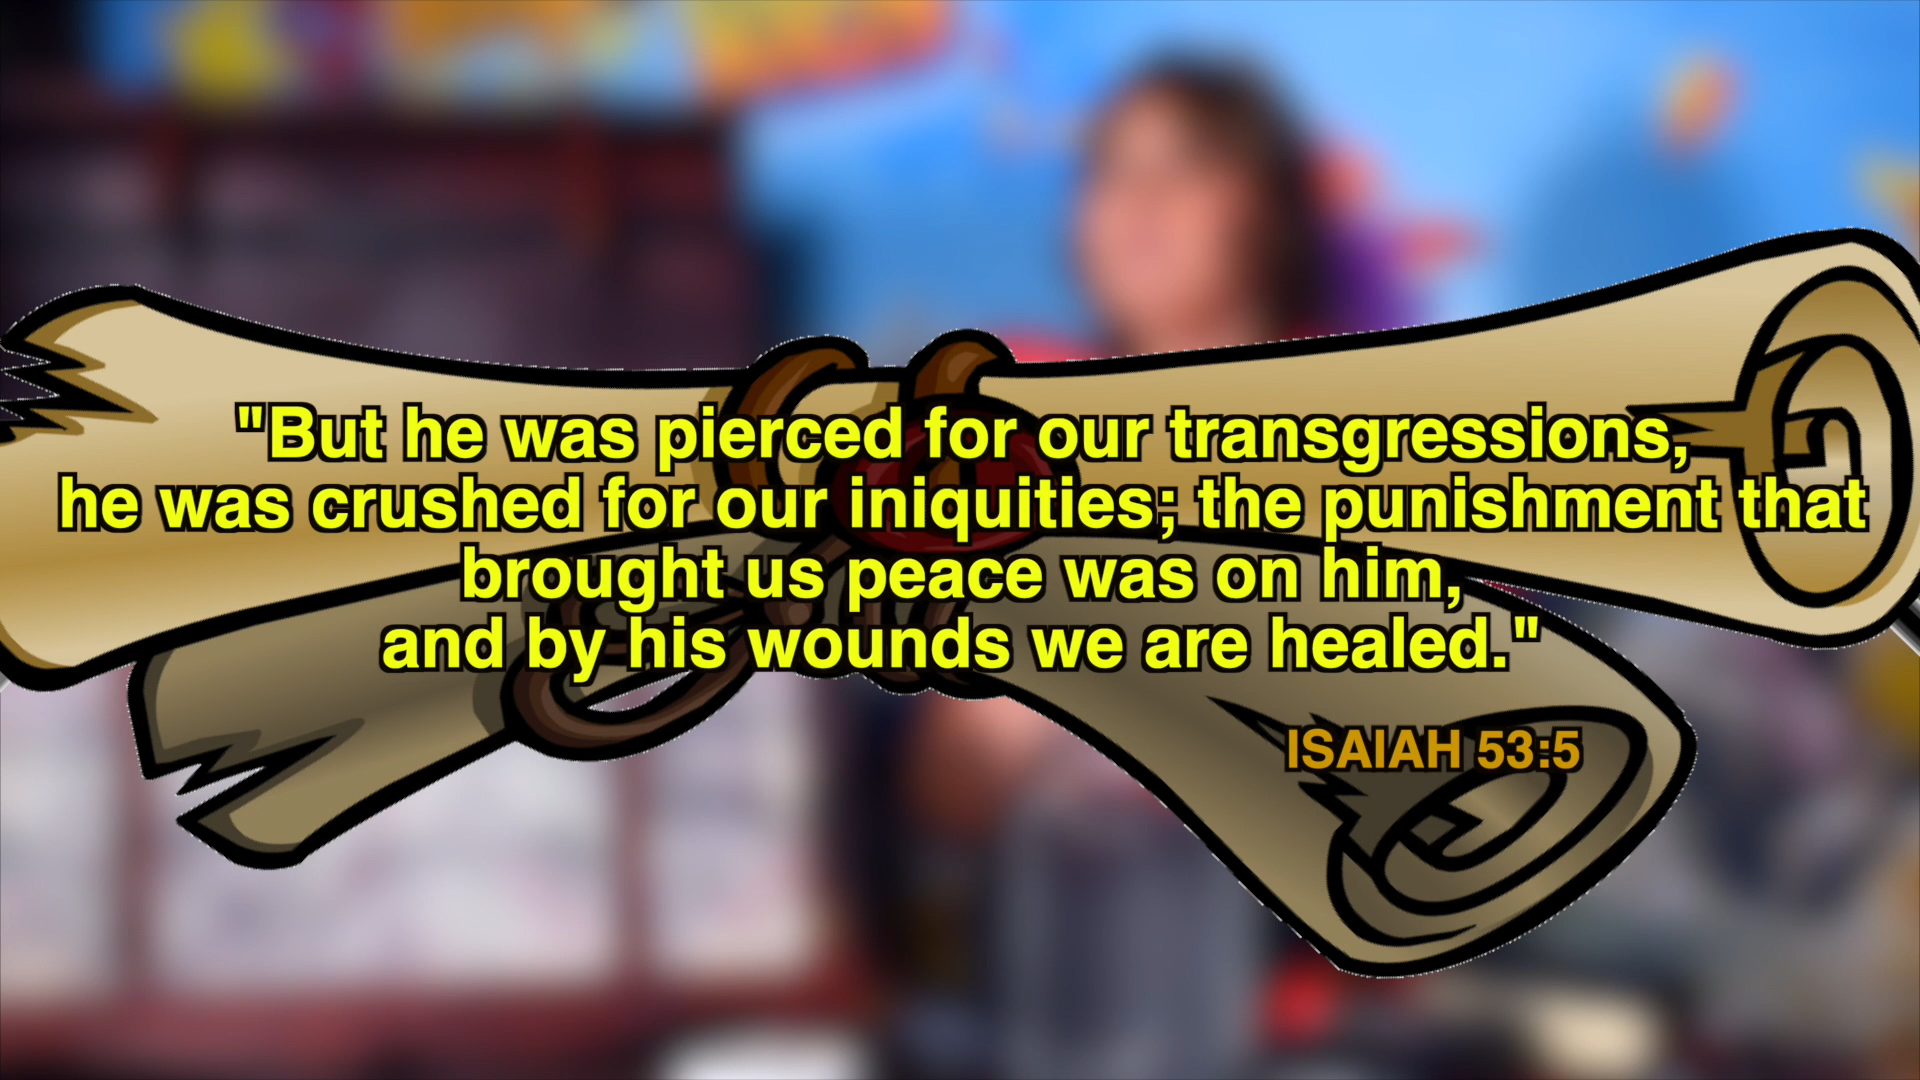 "But he was pierced for our transgressions,
he was crushed for our iniquities; the punishment that
brought us peace was on him,
and by his wounds we are healed."
ISAIAH 53:5